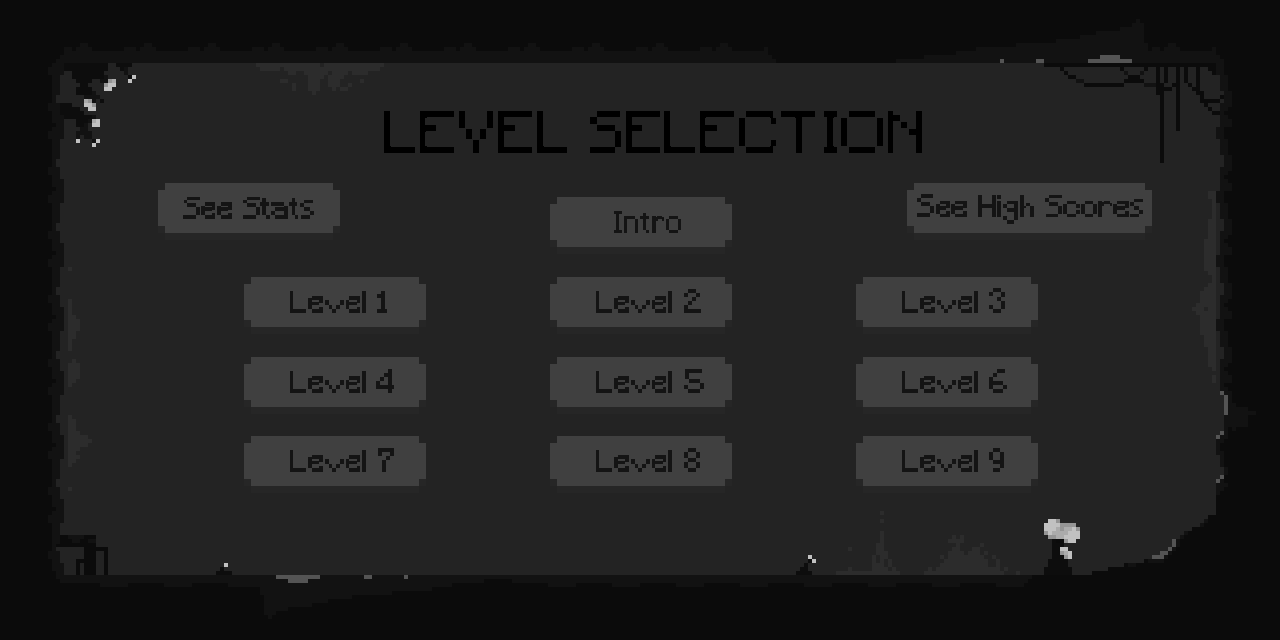 LEVEL SELECTION
See Stats
Intro
See High Scores
Level 1
Level 2
Level 3
Level 4
Level 5
Level 6
Level 7
Level 8
Level 9